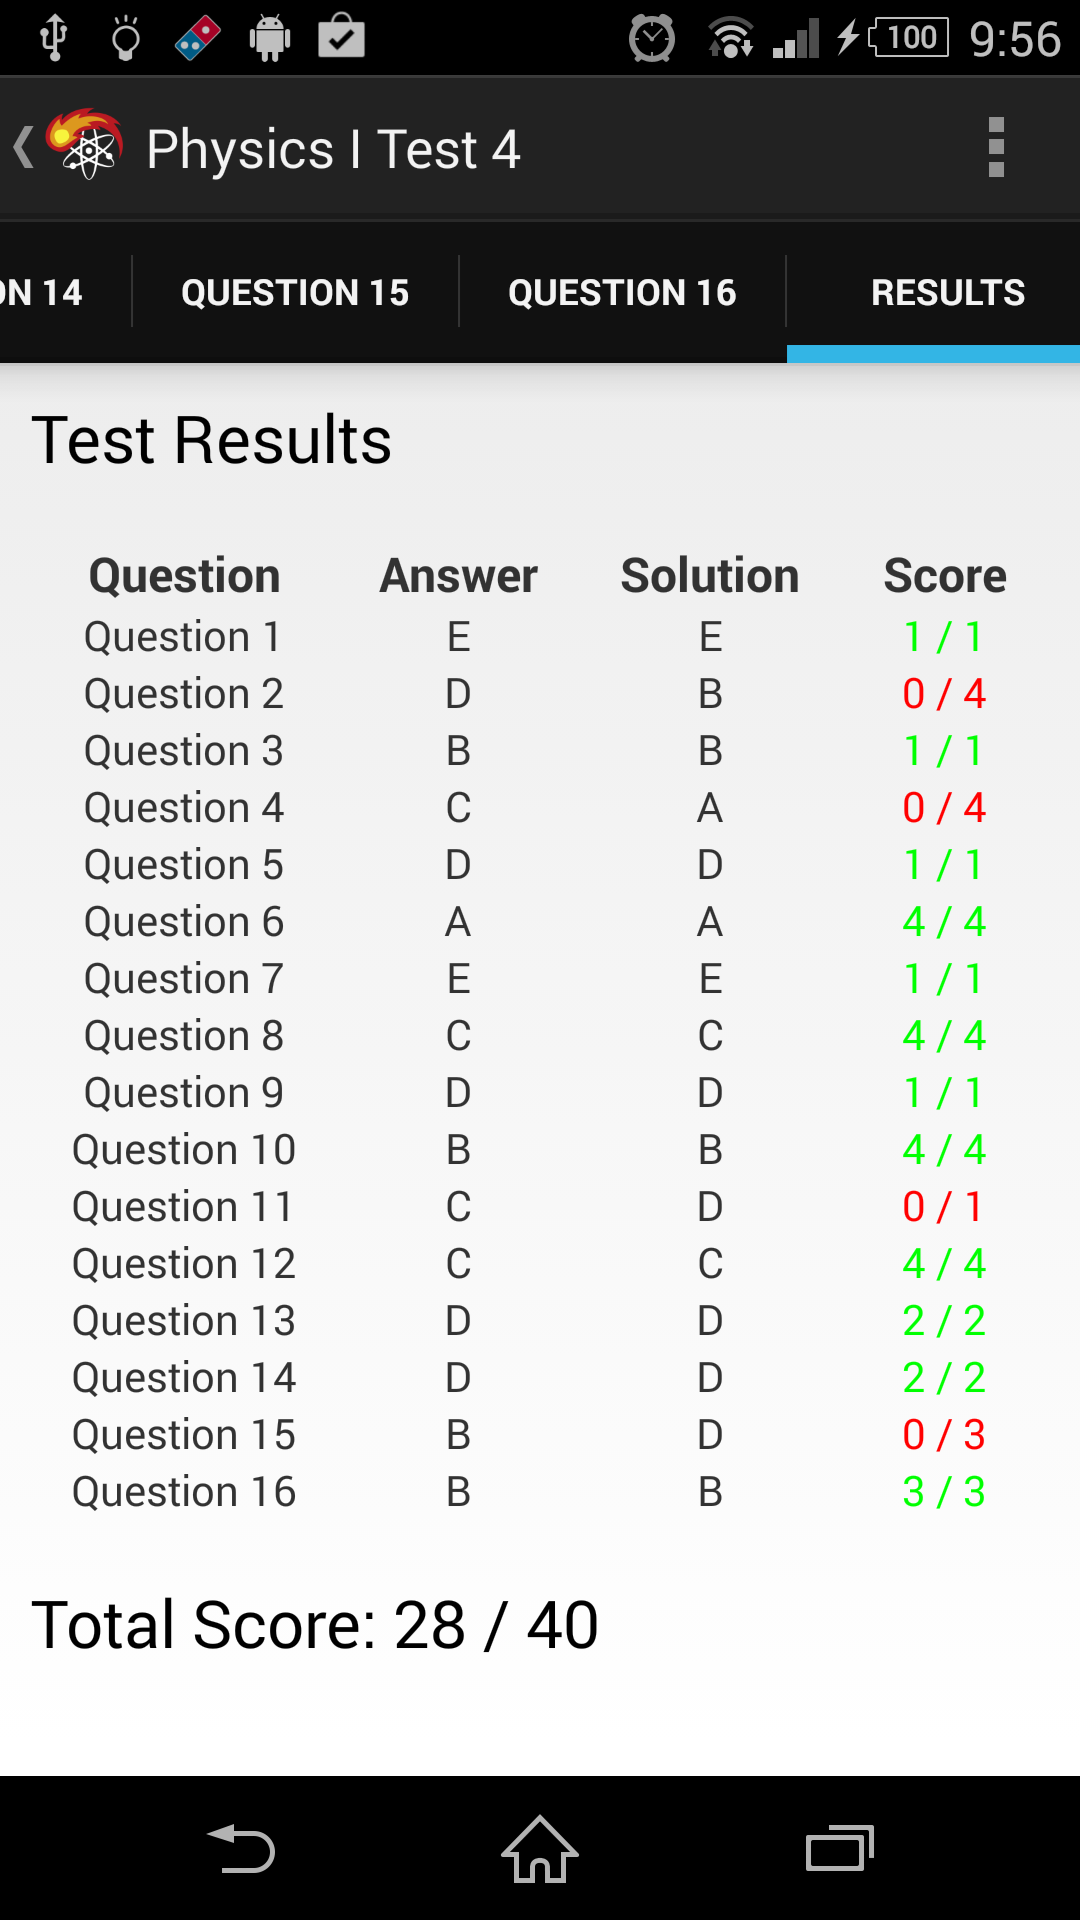 100 9:56
Physics I Test 4
ON 14 QUESTION 15 QUESTION 16 RESULTS
Test Results
Question Answer Solution Score
Question 1 E E 1 / 1
Question 2 D B 0 / 4
Question 3 B B 1 / 1
Question 4 C A 0 / 4
Question 5 D D 1 / 1
Question 6 A A 4 / 4
Question 7 E E 1 / 1
Question 8 C C 4 / 4
Question 9 D D 1 / 1
Question 10 B B 4 / 4
Question 11 C D 0 / 1
Question 12 C C 4 / 4
Question 13 D D 2 / 2
Question 14 D D 2 / 2
Question 15 B D 0 / 3
Question 16 B B 3 / 3
Total Score: 28 / 40